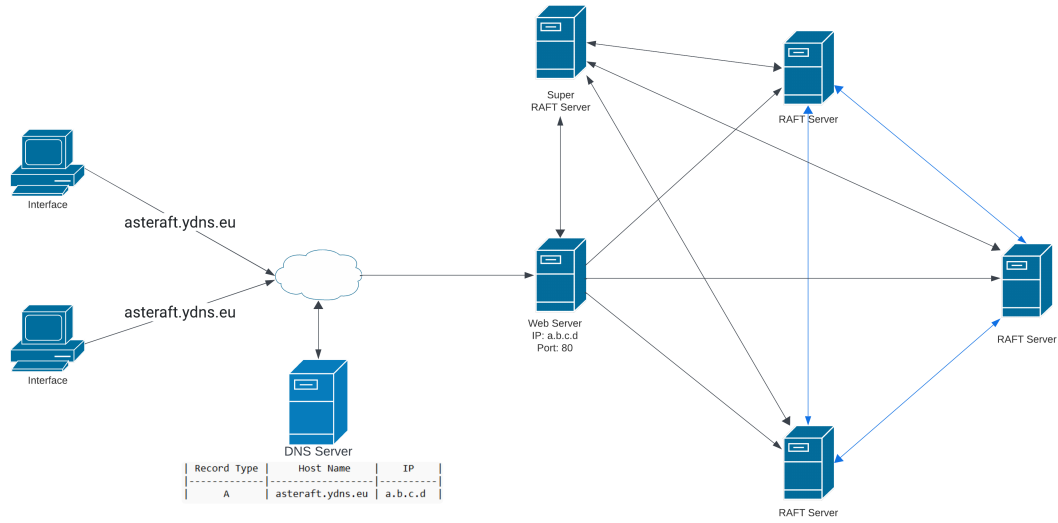 Super
RAFT Server
RAFT Server
Interface
asteraft.ydns.eu
asteraft.ydns.eu
Interface
Web Server
IP: a.b.c.d
Port: 80
RAFT Server
DNS Server
| Record Type | Host Name | IP |
|-------------|-----------------|----------|
| A | asteraft.ydns.eu | a.b.c.d |
RAFT Server